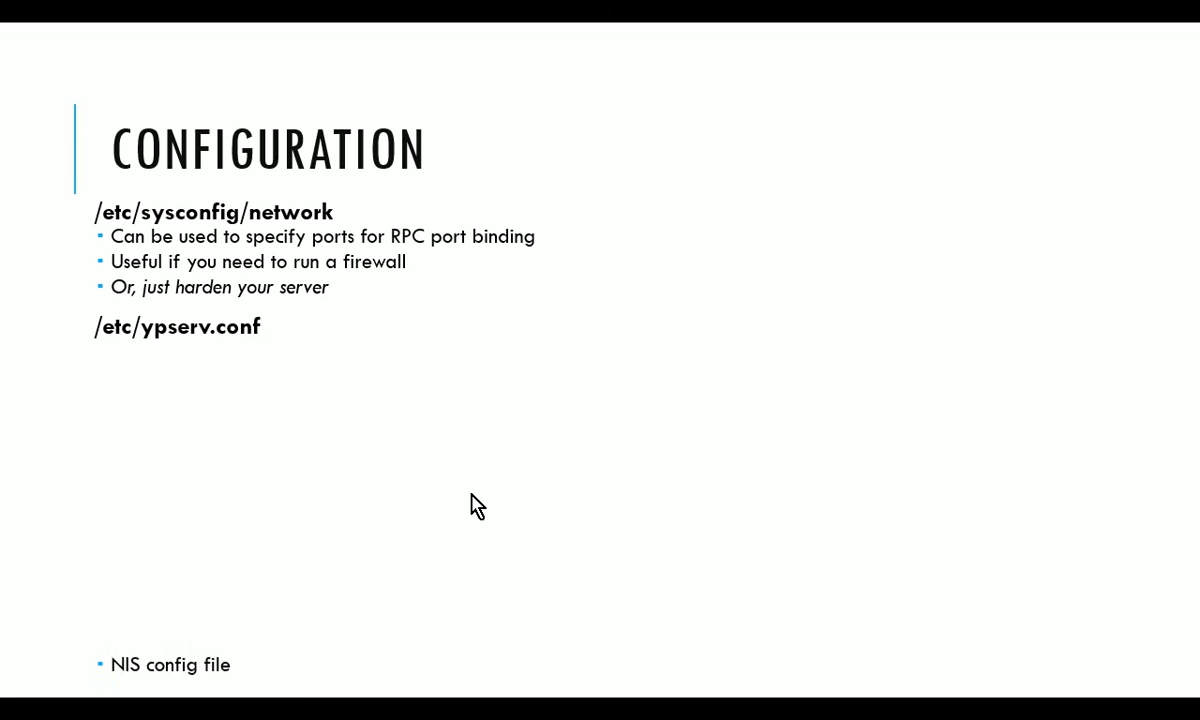 CONFIGURATION
/etc/sysconfig/network
▪ Can be used to specify ports for RPC port binding
▪ Useful if you need to run a firewall
▪ Or, just harden your server
/etc/ypserv.conf
▪ NIS config file